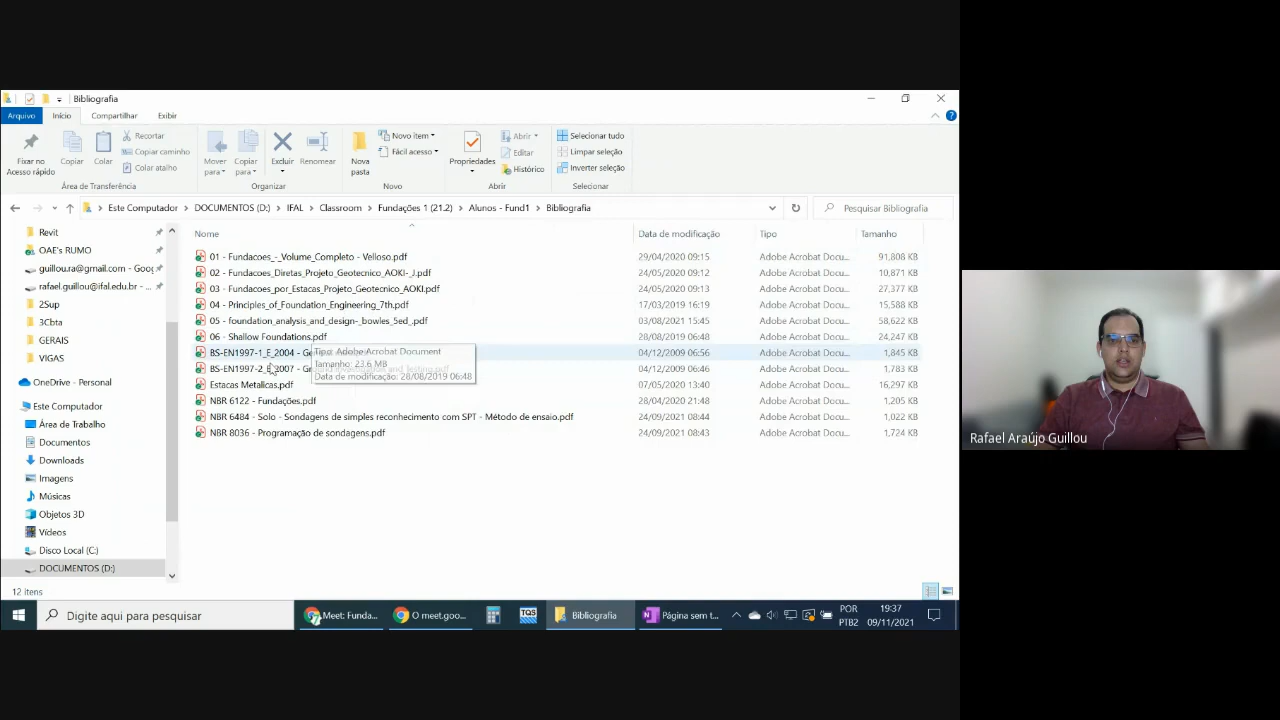 Bibliografia
Arquivo Início Compartilhar Exibir
Fixar no Acesso rápido
Copiar
Colar
Recortar
Copiar caminho
Colar atalho
Área de Transferência
Mover para
Copiar para
Excluir
Renomear
Organizar
Nova pasta
Novo item
Fácil acesso
Novo
Propriedades
Abrir
Editar
Histórico
Abrir
Selecionar tudo
Limpar seleção
Inverter seleção
Selecionar
Este Computador > DOCUMENTOS (D:) > IFAL > Classroom > Fundações 1 (21.2) > Alunos - Fund1 > Bibliografia
Pesquisar Bibliografia
Revit
OAE's RUMO
guillou.ra@gmail.com - Goog
rafael.guillou@ifal.edu.br - ...
2Sup
3Cbta
GERAIS
VIGAS
OneDrive - Personal
Este Computador
Área de Trabalho
Documentos
Downloads
Imagens
Músicas
Objetos 3D
Vídeos
Disco Local (C:)
DOCUMENTOS (D:)
Nome Data de modificação Tipo Tamanho
01 - Fundacoes_-_Volume_Completo - Velloso.pdf 29/04/2020 09:15 Adobe Acrobat Docu... 91,808 KB
02 - Fundacoes_Diretas_Projeto_Geotecnico_AOKI-_J.pdf 24/05/2020 09:12 Adobe Acrobat Docu... 10,871 KB
03 - Fundacoes_por_Estacas_Projeto_Geotecnico_AOKI.pdf 24/05/2020 09:13 Adobe Acrobat Docu... 27,377 KB
04 - Principles_of_Foundation_Engineering_7th.pdf 17/03/2019 16:19 Adobe Acrobat Docu... 15,588 KB
05 - foundation_analysis_and_design-_bowles_5ed_.pdf 03/08/2021 15:45 Adobe Acrobat Docu... 58,622 KB
06 - Shallow Foundations.pdf 28/08/2019 06:48 Adobe Acrobat Docu... 24,247 KB
BS-EN1997-1_E_2004 - Ge 04/12/2009 06:56 Adobe Acrobat Docu... 1,845 KB
BS-EN1997-2_E_2007 - Gr 04/12/2009 06:46 Adobe Acrobat Docu... 1,783 KB
Tipo: Adobe Acrobat Document
Tamanho: 23,6 MB
Data de modificação: 28/08/2019 06:48
Estacas Metalicas.pdf 07/05/2020 13:40 Adobe Acrobat Docu... 16,297 KB
NBR 6122 - Fundações.pdf 28/04/2020 21:48 Adobe Acrobat Docu... 1,205 KB
NBR 6484 - Solo - Sondagens de simples reconhecimento com SPT - Método de ensaio.pdf 24/09/2021 08:44 Adobe Acrobat Docu... 1,022 KB
NBR 8036 - Programação de sondagens.pdf 24/09/2021 08:43 Adobe Acrobat Docu... 1,724 KB
12 itens
Rafael Araújo Guillou
Digite aqui para pesquisar
Meet: Funda...
O meet.goo...
TQS
Bibliografia
Página sem t...
POR
PTB2
19:37
09/11/2021